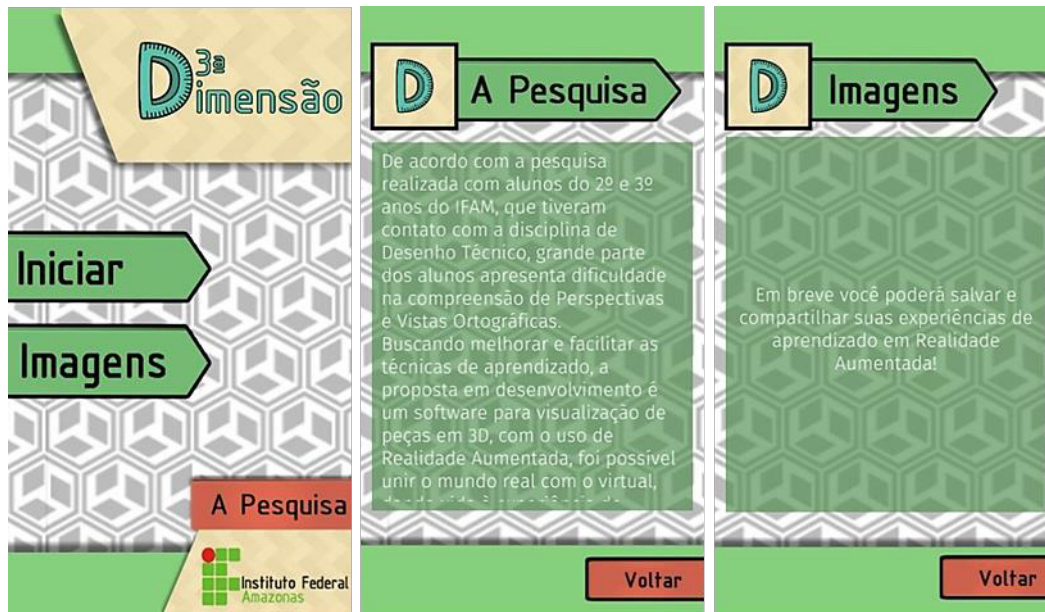 3ª
Dimensão
Iniciar
Imagens
A Pesquisa
Instituto Federal
Amazonas
A Pesquisa
De acordo com a pesquisa
realizada com alunos do 2º e 3º
anos do IFAM, que tiveram
contato com a disciplina de
Desenho Técnico, grande parte
dos alunos apresenta dificuldade
na compreensão de Perspectivas
e Vistas Ortográficas.
Buscando melhorar e facilitar as
técnicas de aprendizado, a
proposta em desenvolvimento é
um software para visualização de
peças em 3D, com o uso de
Realidade Aumentada, foi possível
unir o mundo real com o virtual,
Voltar
Imagens
Em breve você poderá salvar e
compartilhar suas experiências de
aprendizado em Realidade
Aumentada!
Voltar